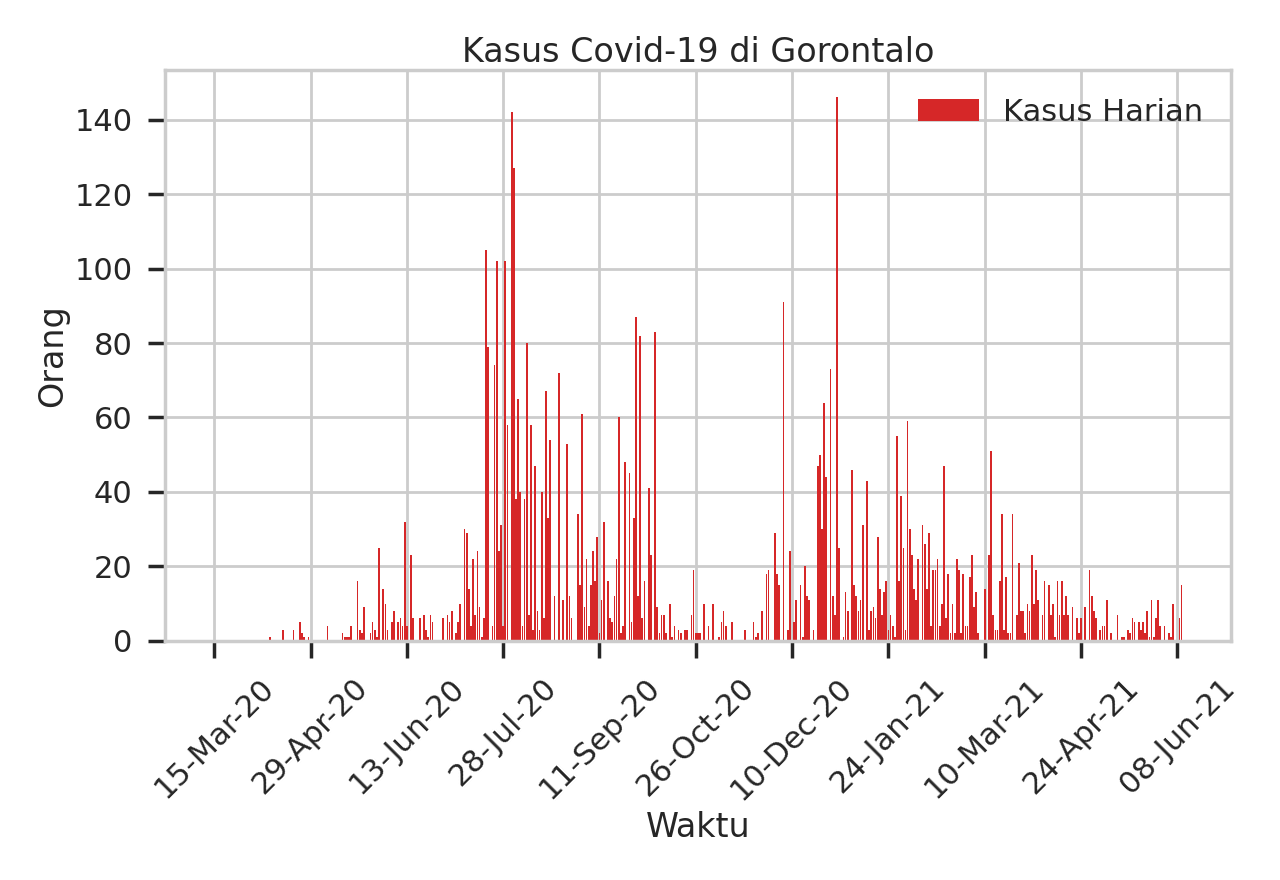 Kasus Covid-19 di Gorontalo
Kasus Harian
140
120
100
80
60
40
20
0
Orang
15-Mar-20
29-Apr-20
13-Jun-20
28-Jul-20
11-Sep-20
26-Oct-20
10-Dec-20
24-Jan-21
10-Mar-21
24-Apr-21
08-Jun-21
Waktu